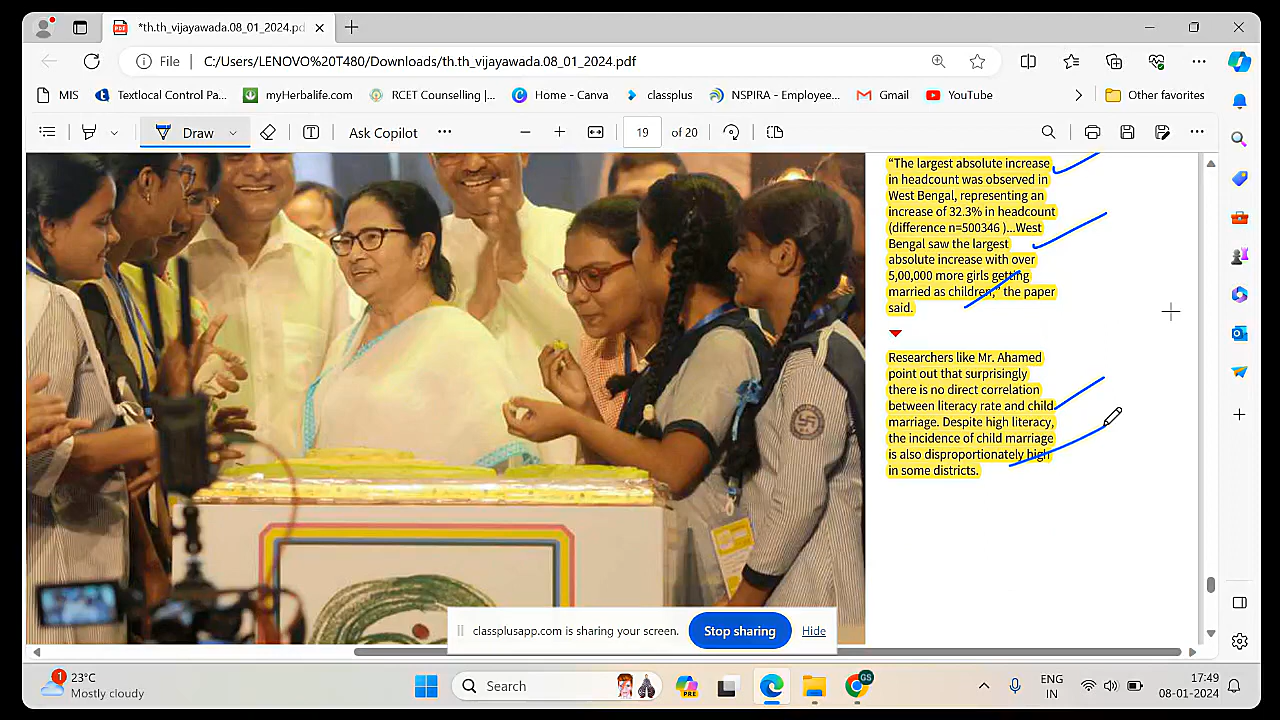 *th.th_vijayawada.08_01_2024.pd
File
C:/Users/LENOVO%20T480/Downloads/th.th_vijayawada.08_01_2024.pdf
MIS
Textlocal Control Pa...
myHerbalife.com
RCET Counselling |...
Home - Canva
classplus
NSPIRA - Employee...
Gmail
YouTube
Other favorites
Draw
Ask Copilot
19 of 20
“The largest absolute increase
in headcount was observed in
West Bengal, representing an
increase of 32.3% in headcount
(difference n=500346 )...West
Bengal saw the largest
absolute increase with over
5,00,000 more girls getting
married as children,” the paper
said.
Researchers like Mr. Ahamed
point out that surprisingly
there is no direct correlation
between literacy rate and child
marriage. Despite high literacy,
the incidence of child marriage
is also disproportionately high
in some districts.
classplusapp.com is sharing your screen.
Stop sharing
Hide
1
23°C
Mostly cloudy
Search
PRE
GS
ENG
IN
17:49
08-01-2024